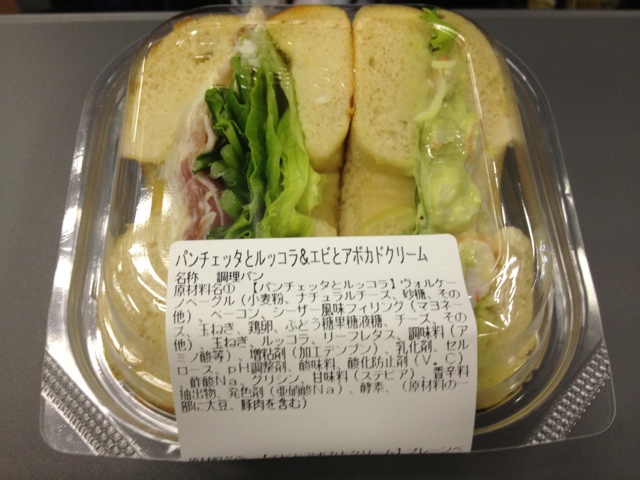 パンチェッタとルッコラ&エビとアボカドクリーム
名称 調理パン
原材料名① 【パンチェッタとルッコラ】ヴォルケー
ノベーグル（小麦粉、ナチュラルチーズ、砂糖、その
他）、ベーコン、シーザー風味フィリング（マヨネー
ズ、玉ねぎ、鶏卵、ぶどう糖果糖液糖、チーズ、その
他）、玉ねぎ、ルッコラ、リーフレタス、調味料（ア
ミノ酸等）、増粘剤（加工デンプン）、乳化剤、セル
ロース、pH調整剤、酸味料、酸化防止剤（V.C）
、酢酸Na、グリシン、甘味料（ステビア）、香辛料
抽出物、発色剤（亜硝酸Na）、酵素、（原材料の一
部に大豆、豚肉を含む）